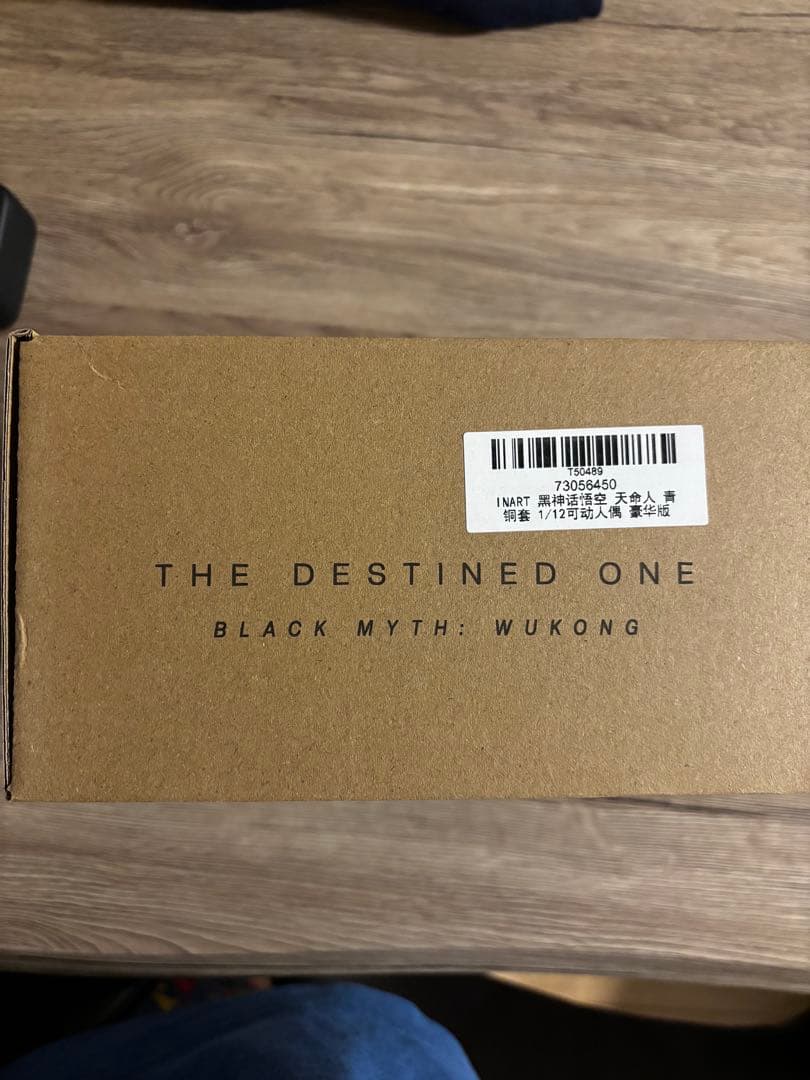 T50489
73056450
INART 黑神话悟空 天命人 青
铜套 1/12可动人偶 豪华版
THE DESTINED ONE
BLACK MYTH: WUKONG